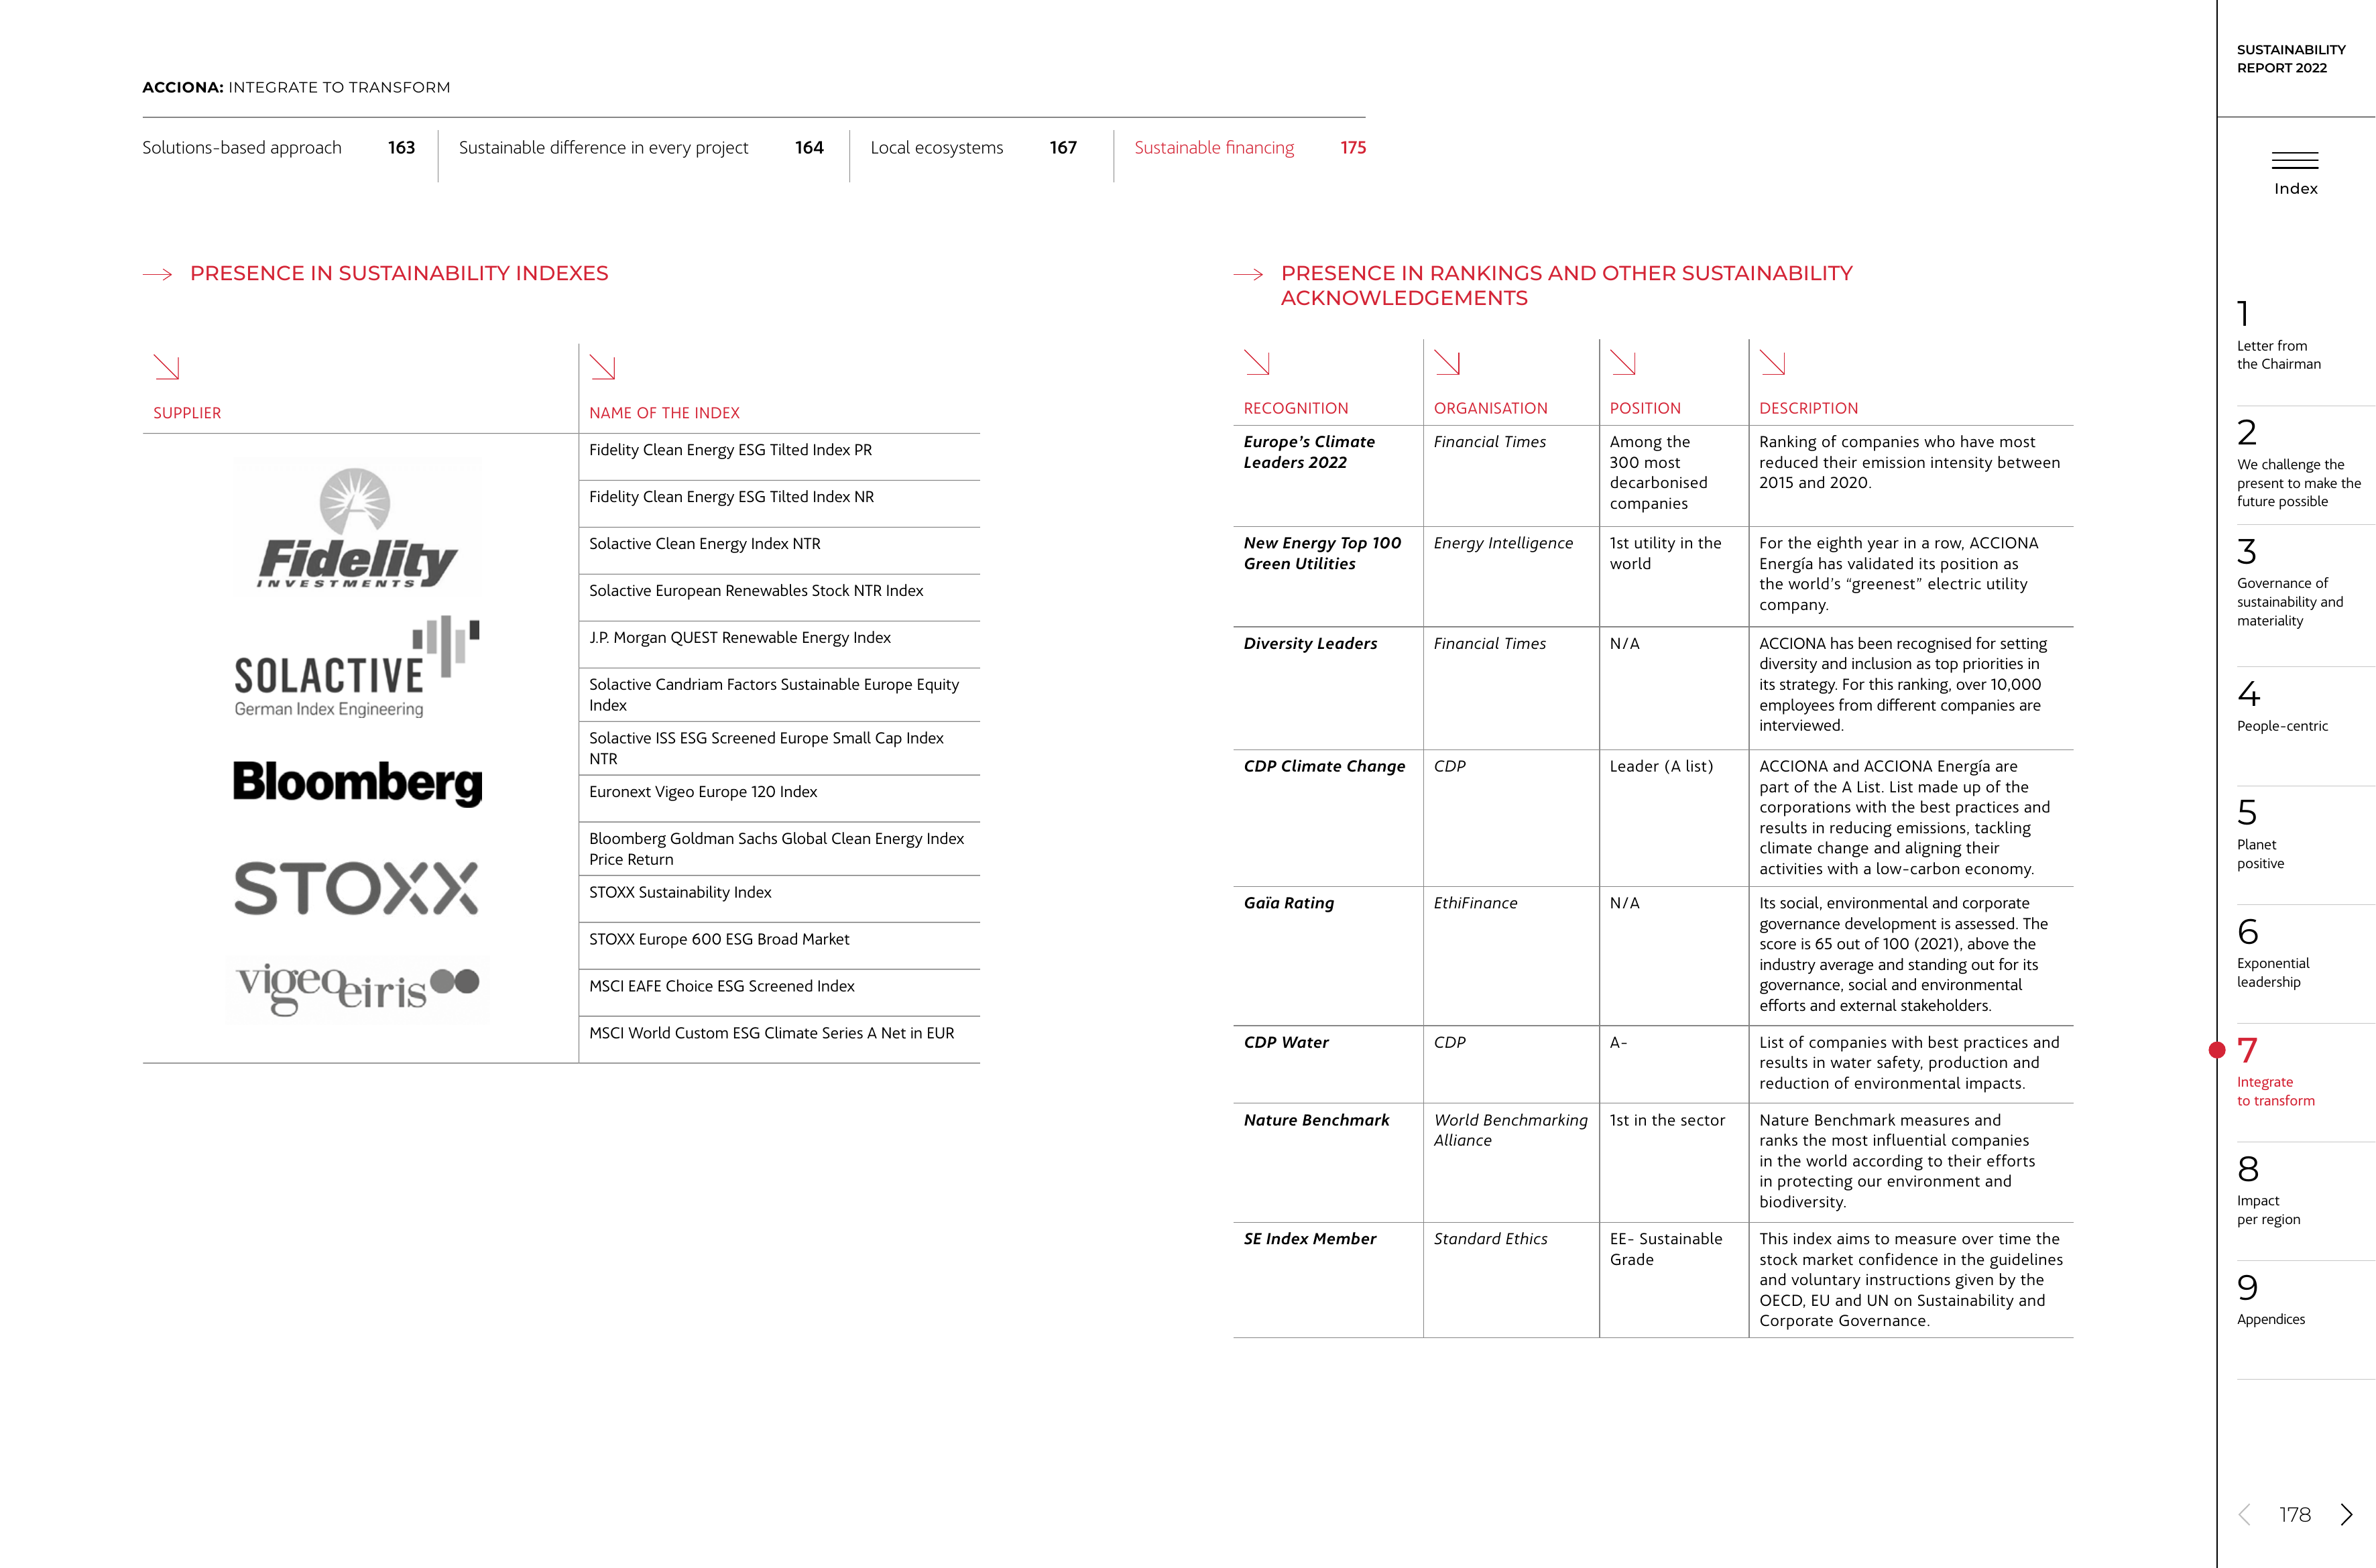 ACCIONA: INTEGRATE TO TRANSFORM
Solutions-based approach 163
Sustainable difference in every project 164
Local ecosystems 167
Sustainable financing 175
PRESENCE IN SUSTAINABILITY INDEXES
SUPPLIER
NAME OF THE INDEX
Fidelity
INVESTMENTS
SOLACTIVE
German Index Engineering
Bloomberg
STOXX
vigeoeiris
Fidelity Clean Energy ESG Tilted Index PR
Fidelity Clean Energy ESG Tilted Index NR
Solactive Clean Energy Index NTR
Solactive European Renewables Stock NTR Index
J.P. Morgan QUEST Renewable Energy Index
Solactive Candriam Factors Sustainable Europe Equity
Index
Solactive ISS ESG Screened Europe Small Cap Index
NTR
Euronext Vigeo Europe 120 Index
Bloomberg Goldman Sachs Global Clean Energy Index
Price Return
STOXX Sustainability Index
STOXX Europe 600 ESG Broad Market
MSCI EAFE Choice ESG Screened Index
MSCI World Custom ESG Climate Series A Net in EUR
PRESENCE IN RANKINGS AND OTHER SUSTAINABILITY
ACKNOWLEDGEMENTS
RECOGNITION
ORGANISATION
POSITION
DESCRIPTION
Europe’s Climate
Leaders 2022
Financial Times
Among the
300 most
decarbonised
companies
Ranking of companies who have most
reduced their emission intensity between
2015 and 2020.
New Energy Top 100
Green Utilities
Energy Intelligence
1st utility in the
world
For the eighth year in a row, ACCIONA
Energía has validated its position as
the world’s “greenest” electric utility
company.
Diversity Leaders
Financial Times
N/A
ACCIONA has been recognised for setting
diversity and inclusion as top priorities in
its strategy. For this ranking, over 10,000
employees from different companies are
interviewed.
CDP Climate Change
CDP
Leader (A list)
ACCIONA and ACCIONA Energía are
part of the A List. List made up of the
corporations with the best practices and
results in reducing emissions, tackling
climate change and aligning their
activities with a low-carbon economy.
Gaïa Rating
EthiFinance
N/A
Its social, environmental and corporate
governance development is assessed. The
score is 65 out of 100 (2021), above the
industry average and standing out for its
governance, social and environmental
efforts and external stakeholders.
CDP Water
CDP
A-
List of companies with best practices and
results in water safety, production and
reduction of environmental impacts.
Nature Benchmark
World Benchmarking
Alliance
1st in the sector
Nature Benchmark measures and
ranks the most influential companies
in the world according to their efforts
in protecting our environment and
biodiversity.
SE Index Member
Standard Ethics
EE- Sustainable
Grade
This index aims to measure over time the
stock market confidence in the guidelines
and voluntary instructions given by the
OECD, EU and UN on Sustainability and
Corporate Governance.
SUSTAINABILITY
REPORT 2022
Index
1
Letter from
the Chairman
2
We challenge the
present to make the
future possible
3
Governance of
sustainability and
materiality
4
People-centric
5
Planet
positive
6
Exponential
leadership
7
Integrate
to transform
8
Impact
per region
9
Appendices
178